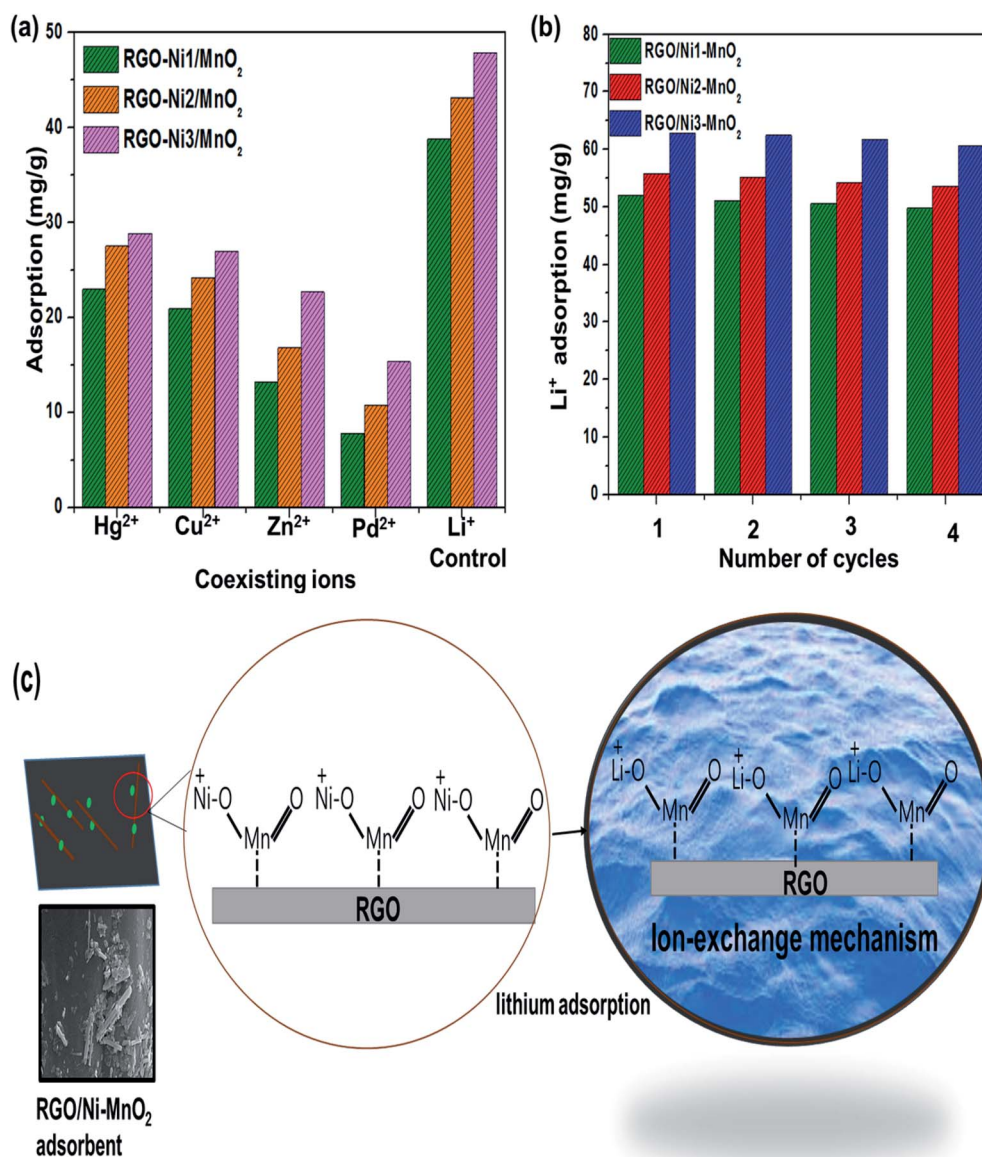 (a)
50
40
30
20
10
0
Adsorption (mg/g)
RGO-Ni1/MnO₂
RGO-Ni2/MnO₂
RGO-Ni3/MnO₂
Hg²⁺ Cu²⁺ Zn²⁺ Pd²⁺ Li⁺
Control
Coexisting ions
(b)
80
70
60
50
40
30
20
10
0
Li⁺ adsorption (mg/g)
RGO/Ni1-MnO₂
RGO/Ni2-MnO₂
RGO/Ni3-MnO₂
1 2 3 4
Number of cycles
(c)
+ + +
Ni-O O Ni-O O Ni-O O
Mn Mn Mn
RGO
lithium adsorption
+ + +
Li-O O Li-O O Li-O O
Mn Mn Mn
RGO
Ion-exchange mechanism
RGO/Ni-MnO₂
adsorbent